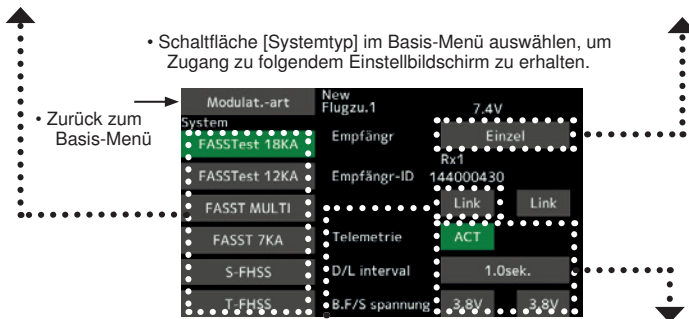 • Schaltfläche [Systemtyp] im Basis-Menü auswählen, um
Zugang zu folgendem Einstellbildschirm zu erhalten.
• Zurück zum
Basis-Menü
Modulat.-art
New
Flugzu.1
7.4V
System
FASSTest 18KA
Empfängr
Einzel
Rx1
FASSTest 12KA
Empfängr-ID
144000430
FASST MULTI
Link
Link
FASST 7KA
Telemetrie
ACT
S-FHSS
D/L interval
1.0sek.
T-FHSS
B.F/S spannung
3.8V
3.8V